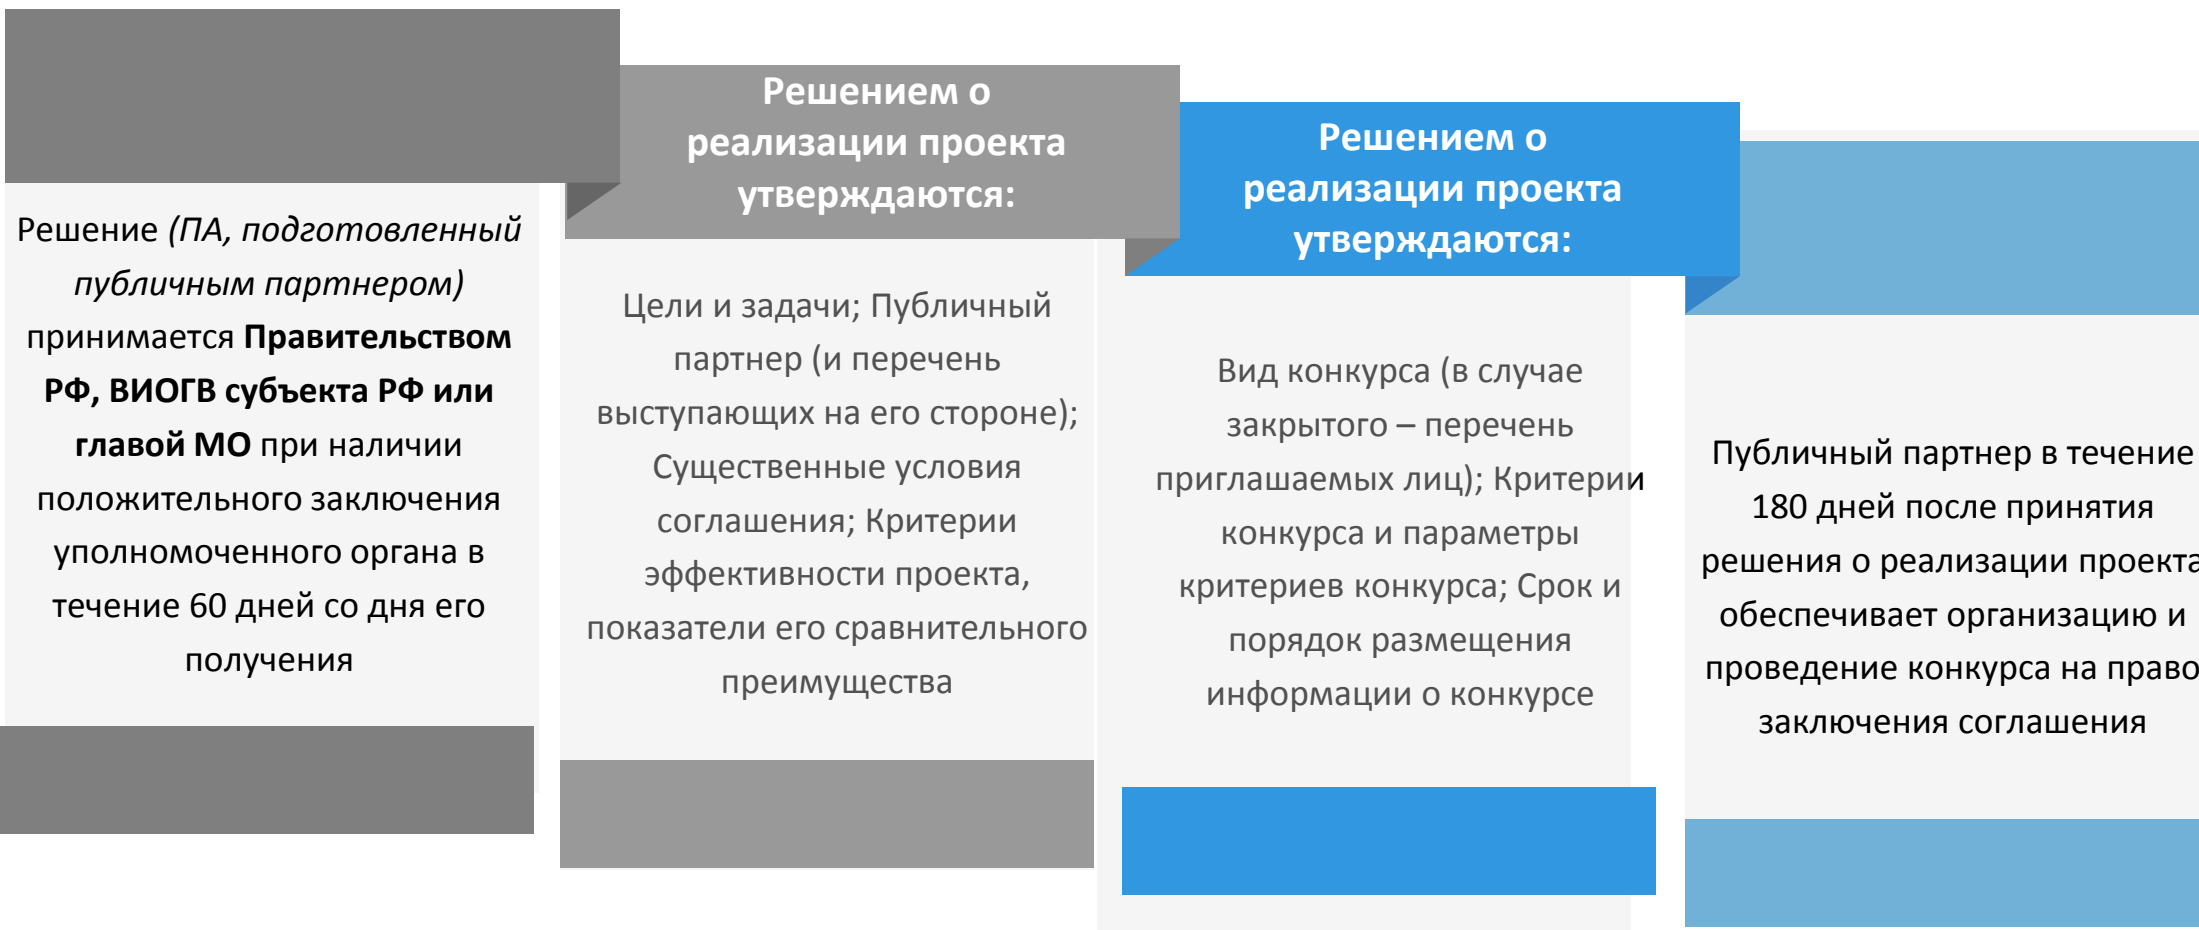 Решение (ПА, подготовленный
публичным партнером)
принимается Правительством
РФ, ВИОГВ субъекта РФ или
главой МО при наличии
положительного заключения
уполномоченного органа в
течение 60 дней со дня его
получения
Решением о
реализации проекта
утверждаются:
Цели и задачи; Публичный
партнер (и перечень
выступающих на его стороне);
Существенные условия
соглашения; Критерии
эффективности проекта,
показатели его сравнительного
преимущества
Решением о
реализации проекта
утверждаются:
Вид конкурса (в случае
закрытого – перечень
приглашаемых лиц); Критерии
конкурса и параметры
критериев конкурса; Срок и
порядок размещения
информации о конкурсе
Публичный партнер в течение
180 дней после принятия
решения о реализации проекта
обеспечивает организацию и
проведение конкурса на право
заключения соглашения